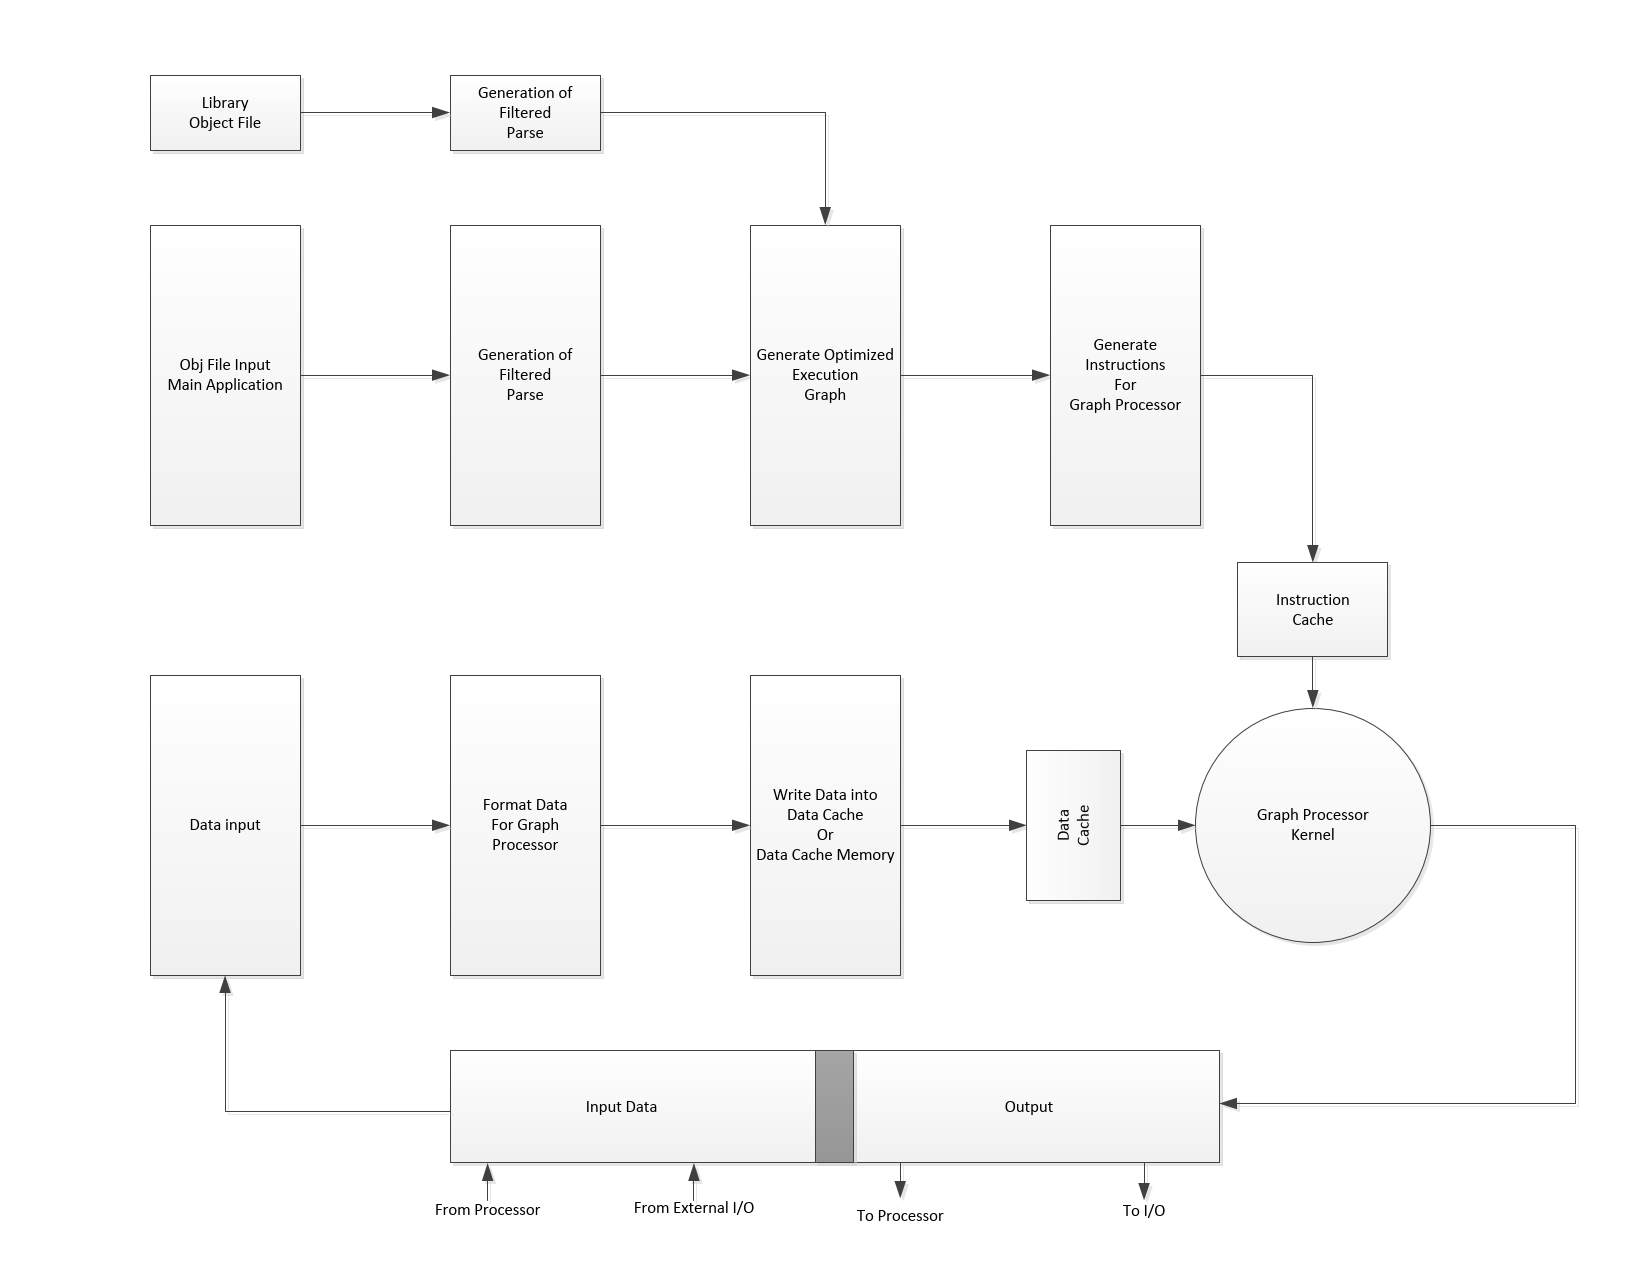 Library
Object File
Generation of
Filtered
Parse
Obj File Input
Main Application
Generation of
Filtered
Parse
Generate Optimized
Execution
Graph
Generate
Instructions
For
Graph Processor
Instruction
Cache
Data input
Format Data
For Graph
Processor
Write Data into
Data Cache
Or
Data Cache Memory
Data
Cache
Graph Processor
Kernel
Input Data
Output
From Processor
From External I/O
To Processor
To I/O